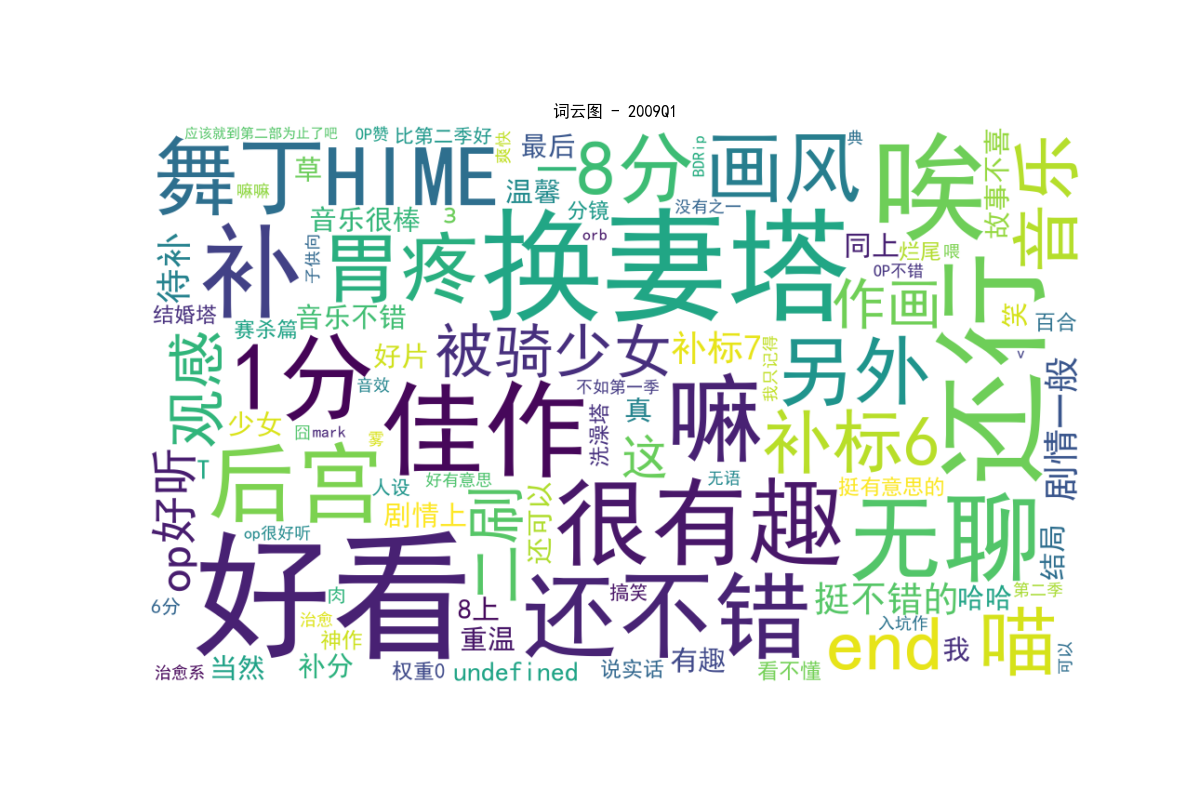 词云图 - 2009Q1
应该就到第二部为止了吧
OP赞
比第二季好
爽快
最后
一
8分
BDRip
画风
典
唉
故事不喜
音乐
舞丁HIME
草
嘛嘛
温馨
分镜
没有之一
音乐很棒
3
待补
补
子供向
胃疼
换妻塔
orb
同上
烂尾
喂
OP不错
还行
结婚塔
赛杀篇
音乐不错
作画
笑
百合
观感
1分
好片
被骑少女
补标7
我只记得
另外
v
剧情一般
音效
不如第一季
佳作
洗澡塔
真
嘛
少女
囧
mark
雾
这
补标6
op好听
T
后宫
人设
好有意思
无语
挺有意思的
剧情上
二刷
还可以
很有趣
无聊
op很好听
结局
好看
6分
肉
治愈
神作
8上
重温
还不错
搞笑
挺不错的
哈哈
第二季
入坑作
end
我
喵
可以
治愈系
当然
补分
权重0
undefined
说实话
有趣
看不懂